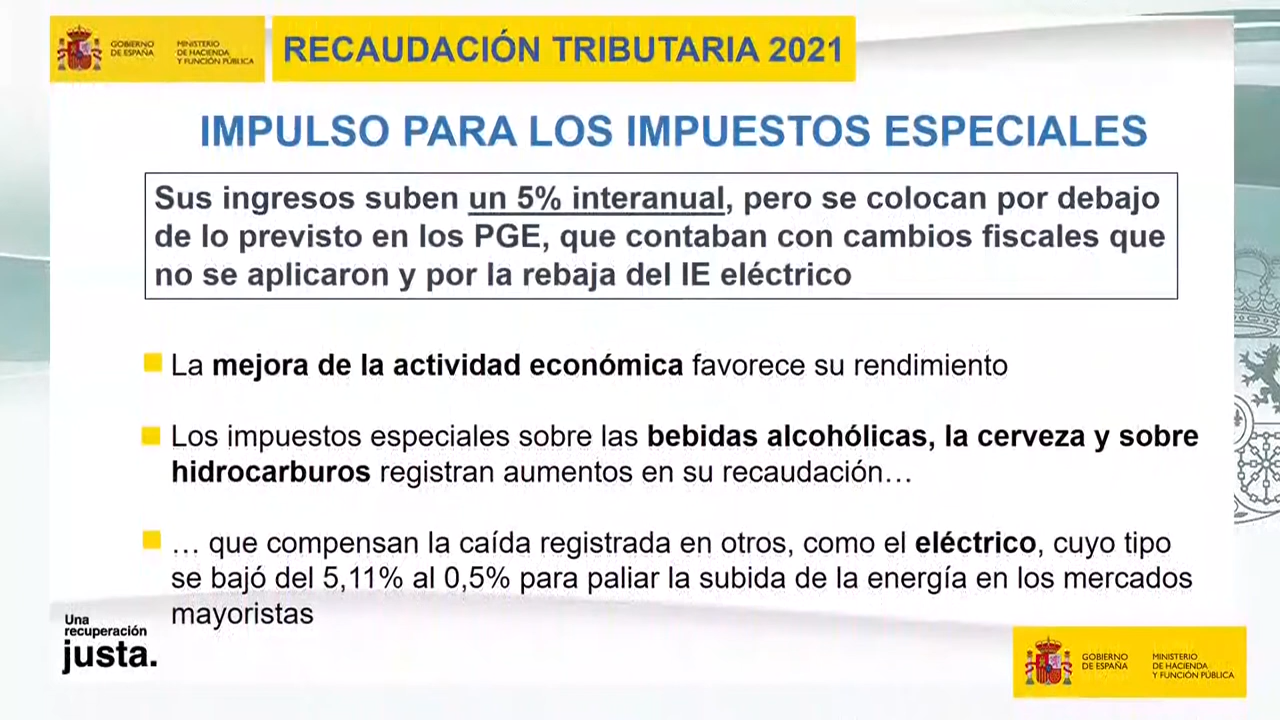 GOBIERNO
DE ESPAÑA
MINISTERIO
DE HACIENDA
Y FUNCIÓN PÚBLICA
RECAUDACIÓN TRIBUTARIA 2021
IMPULSO PARA LOS IMPUESTOS ESPECIALES
Sus ingresos suben un 5% interanual, pero se colocan por debajo
de lo previsto en los PGE, que contaban con cambios fiscales que
no se aplicaron y por la rebaja del IE eléctrico
La mejora de la actividad económica favorece su rendimiento
Los impuestos especiales sobre las bebidas alcohólicas, la cerveza y sobre
hidrocarburos registran aumentos en su recaudación…
… que compensan la caída registrada en otros, como el eléctrico, cuyo tipo
se bajó del 5,11% al 0,5% para paliar la subida de la energía en los mercados
mayoristas
Una
recuperación
justa.
GOBIERNO
DE ESPAÑA
MINISTERIO
DE HACIENDA
Y FUNCIÓN PÚBLICA